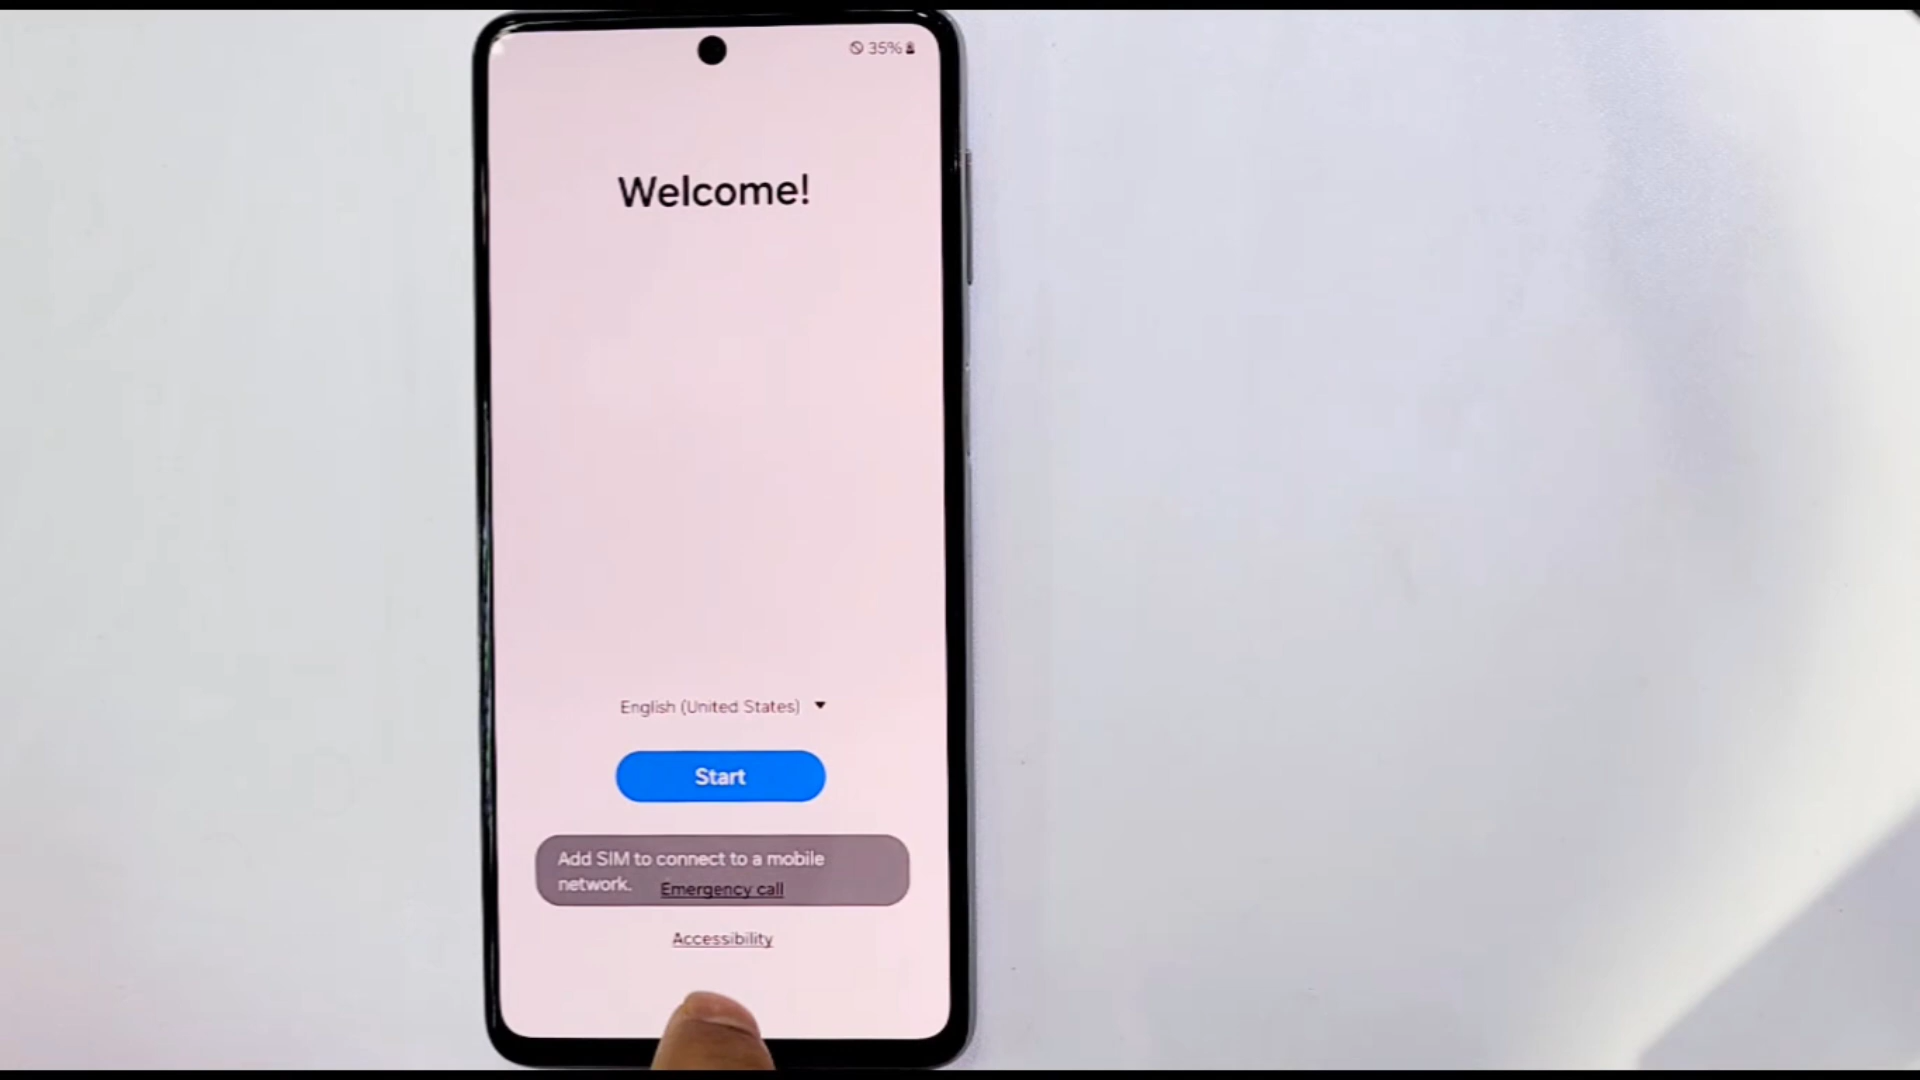 35%
Welcome!
English (United States)
Start
Add SIM to connect to a mobile
network.
Emergency call
Accessibility